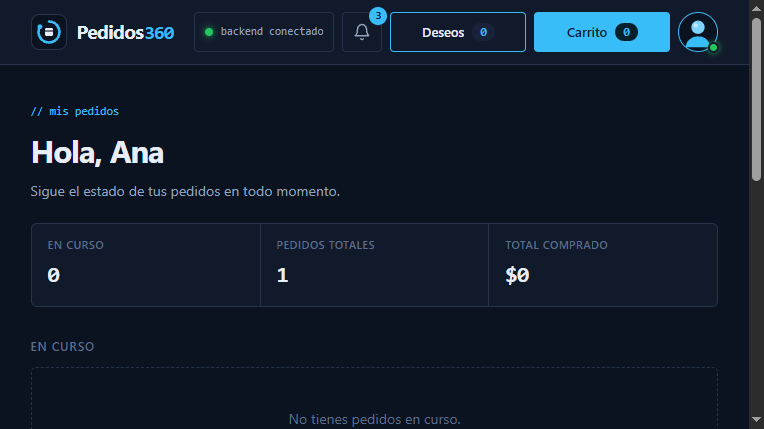 Pedidos360
backend conectado
3
Deseos 0
Carrito 0
// mis pedidos
Hola, Ana
Sigue el estado de tus pedidos en todo momento.
EN CURSO
0
PEDIDOS TOTALES
1
TOTAL COMPRADO
$0
EN CURSO
No tienes pedidos en curso.